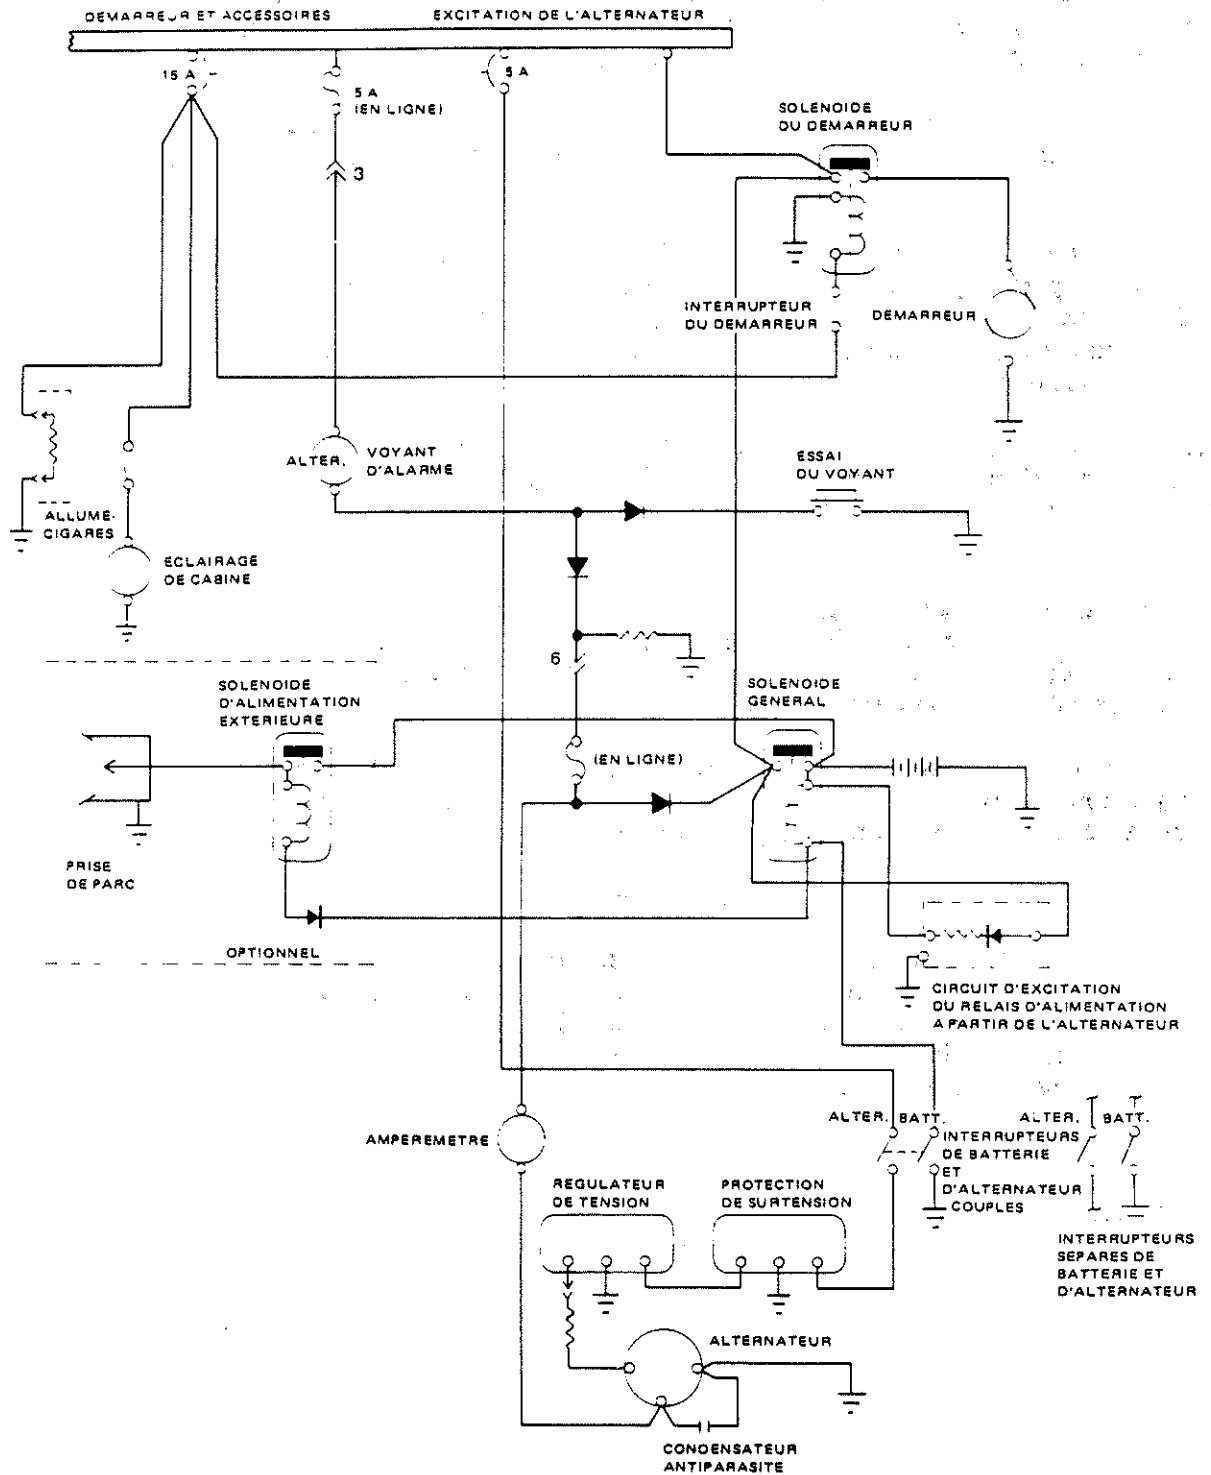 DEMARREUR ET ACCESSOIRES
EXCITATION DE L'ALTERNATEUR
15 A
5 A
(EN LIGNE)
5 A
SOLENOIDE
DU DEMARREUR
3
INTERRUPTEUR
DU DEMARREUR
DEMARREUR
ALTER.
VOYANT
D'ALARME
ESSAI
DU VOYANT
ALLUME-
CIGARES
ECLAIRAGE
DE CABINE
6
SOLENOIDE
D'ALIMENTATION
EXTERIEURE
SOLENOIDE
GENERAL
(EN LIGNE)
PRISE
DE PARC
OPTIONNEL
CIRCUIT D'EXCITATION
DU RELAIS D'ALIMENTATION
A PARTIR DE L'ALTERNATEUR
ALTER. BATT.
INTERRUPTEURS
DE BATTERIE
ET
D'ALTERNATEUR
COUPLES
ALTER. BATT.
INTERRUPTEURS
SEPARES DE
BATTERIE ET
D'ALTERNATEUR
AMPEREMETRE
REGULATEUR
DE TENSION
PROTECTION
DE SURTENSION
ALTERNATEUR
CONDENSATEUR
ANTIPARASITE